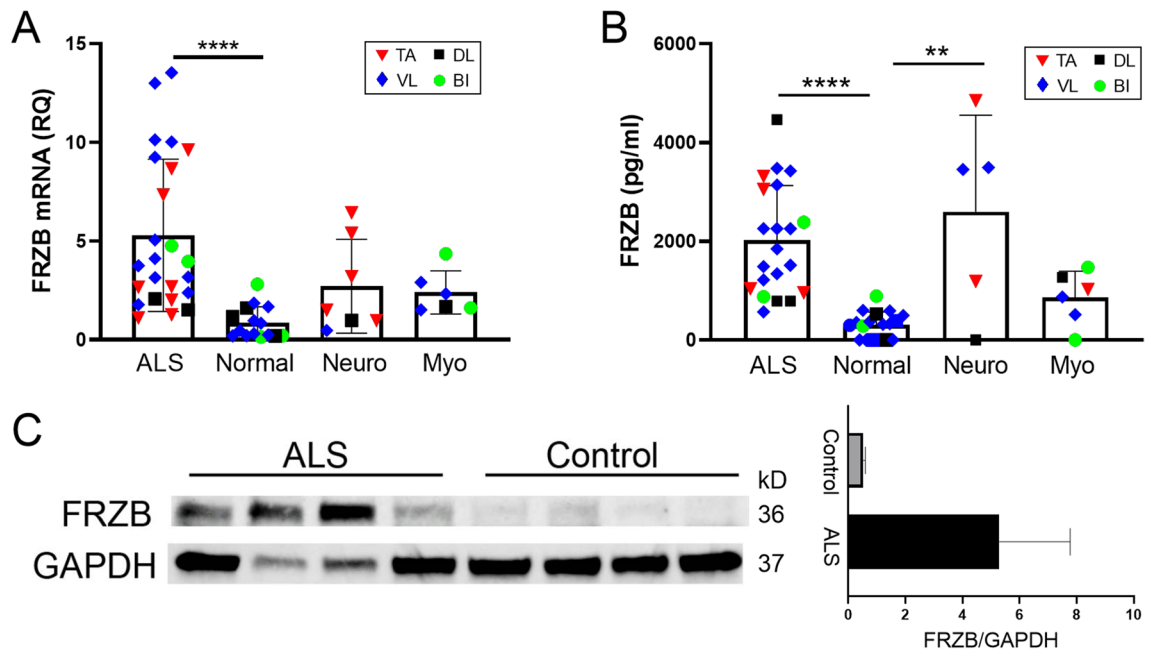 A
FRZB mRNA (RQ)
15
10
5
0
****
TA DL
VL BI
ALS Normal Neuro Myo
B
FRZB (pg/ml)
6000
4000
2000
0
****
**
TA DL
VL BI
ALS Normal Neuro Myo
C
ALS Control
kD
FRZB 36
GAPDH 37
Control
ALS
0 2 4 6 8 10
FRZB/GAPDH